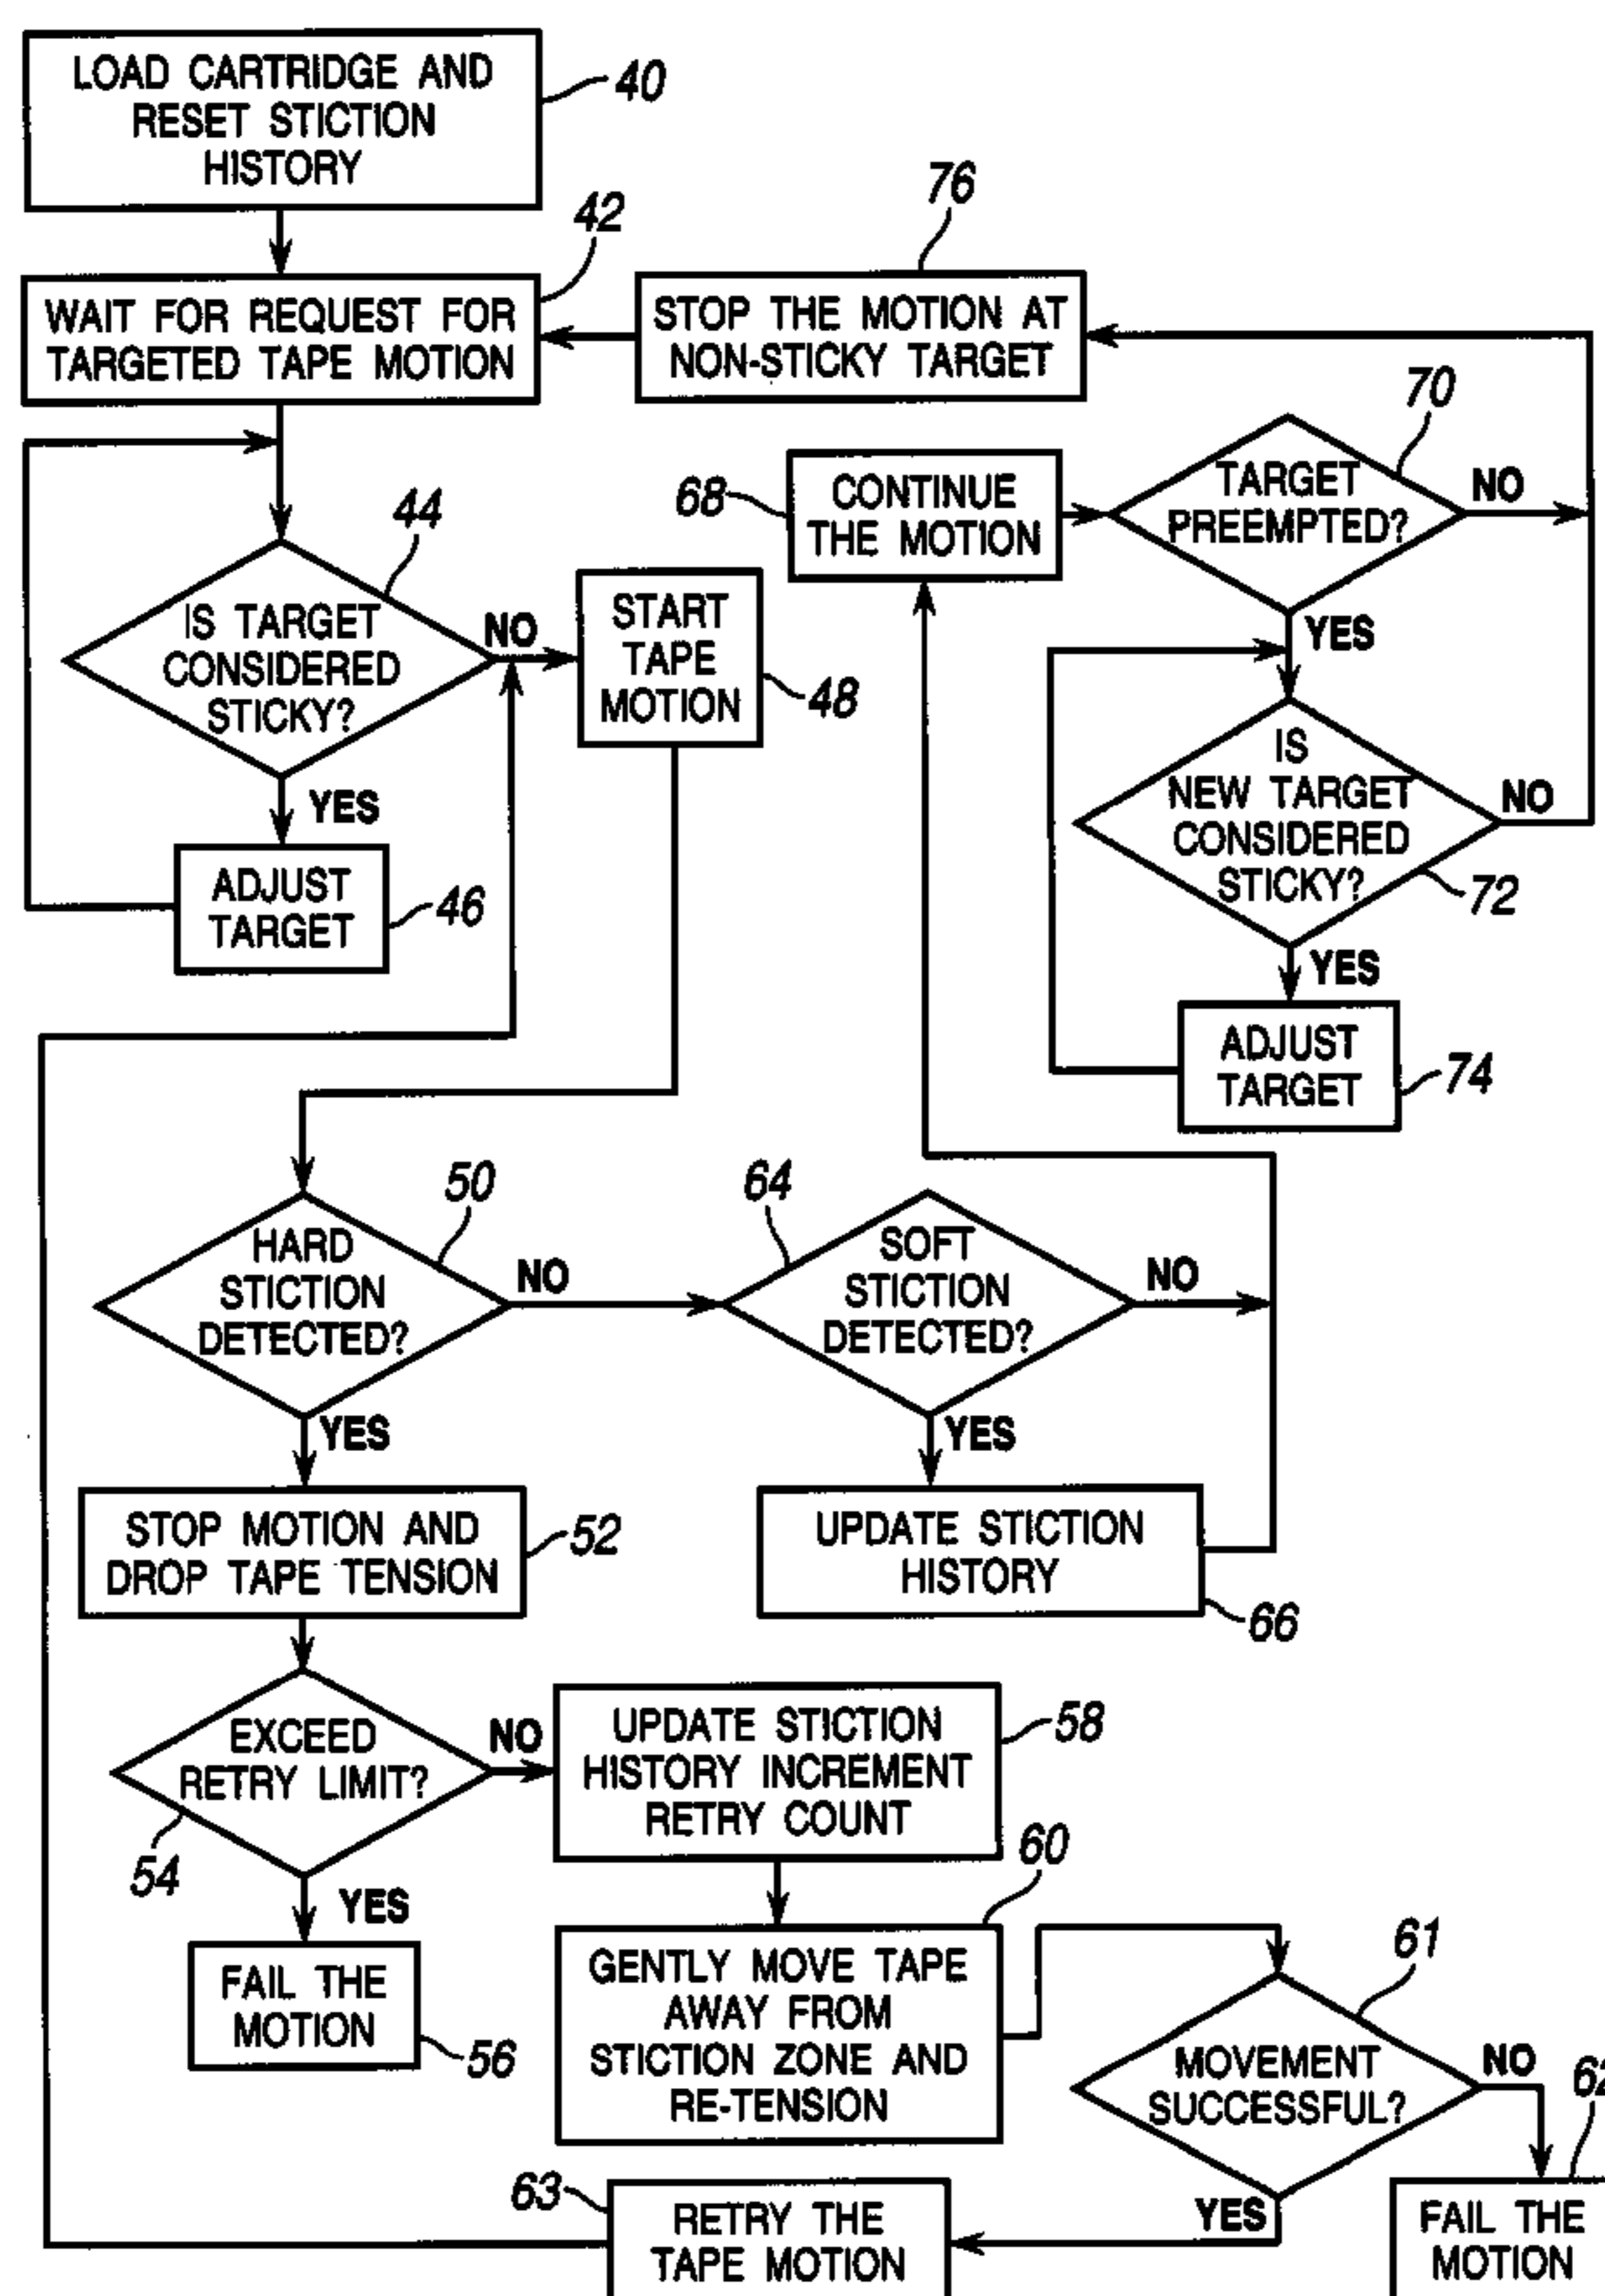 LOAD CARTRIDGE AND
RESET STICTION
HISTORY
40
42
WAIT FOR REQUEST FOR
TARGETED TAPE MOTION
76
STOP THE MOTION AT
NON-STICKY TARGET
44
IS TARGET
CONSIDERED
STICKY?
NO
YES
ADJUST
TARGET
46
START
TAPE
MOTION
48
68
CONTINUE
THE MOTION
70
TARGET
PREEMPTED?
NO
YES
IS
NEW TARGET
CONSIDERED
STICKY?
NO
72
YES
ADJUST
TARGET
74
50
HARD
STICTION
DETECTED?
NO
YES
64
SOFT
STICTION
DETECTED?
NO
YES
STOP MOTION AND
DROP TAPE TENSION
52
UPDATE STICTION
HISTORY
66
EXCEED
RETRY LIMIT?
54
NO
YES
UPDATE STICTION
HISTORY INCREMENT
RETRY COUNT
58
FAIL THE
MOTION
56
60
GENTLY MOVE TAPE
AWAY FROM
STICTION ZONE AND
RE-TENSION
61
MOVEMENT
SUCCESSFUL?
NO
YES
62
FAIL THE
MOTION
63
RETRY THE
TAPE MOTION